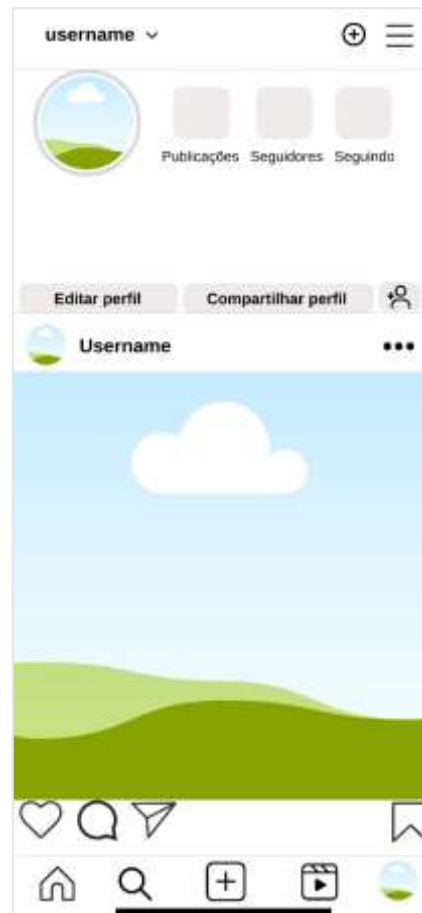 username
Publicações Seguidores Seguindo
Editar perfil Compartilhar perfil
Username